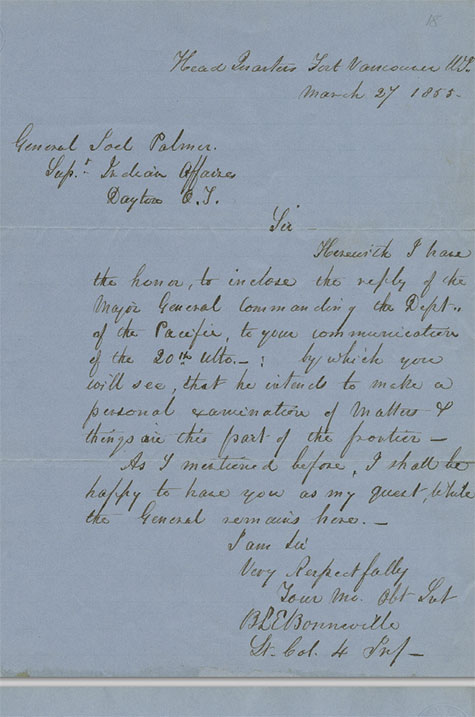 18
Head Quarters Fort Vancouver W.T.
March 27 1855.
General Joel Palmer.
Supt. Indian Affairs
Dayton O.T.
Sir
Herewith I have
the honor, to inclose the reply of the
Major General Commanding the Dept.
of the Pacific, to your communication
of the 20th ulto. - : by which you
will see, that he intends to make a
personal examination of Matters &
things in this part of the frontier -
As I mentioned before, I shall be
happy to have you as my guest, while
the General remains here. -
I am Sir
Very Respectfully
Your Mo. Obt Svt
BLEBonneville
Lt. Col. 4 Inf -